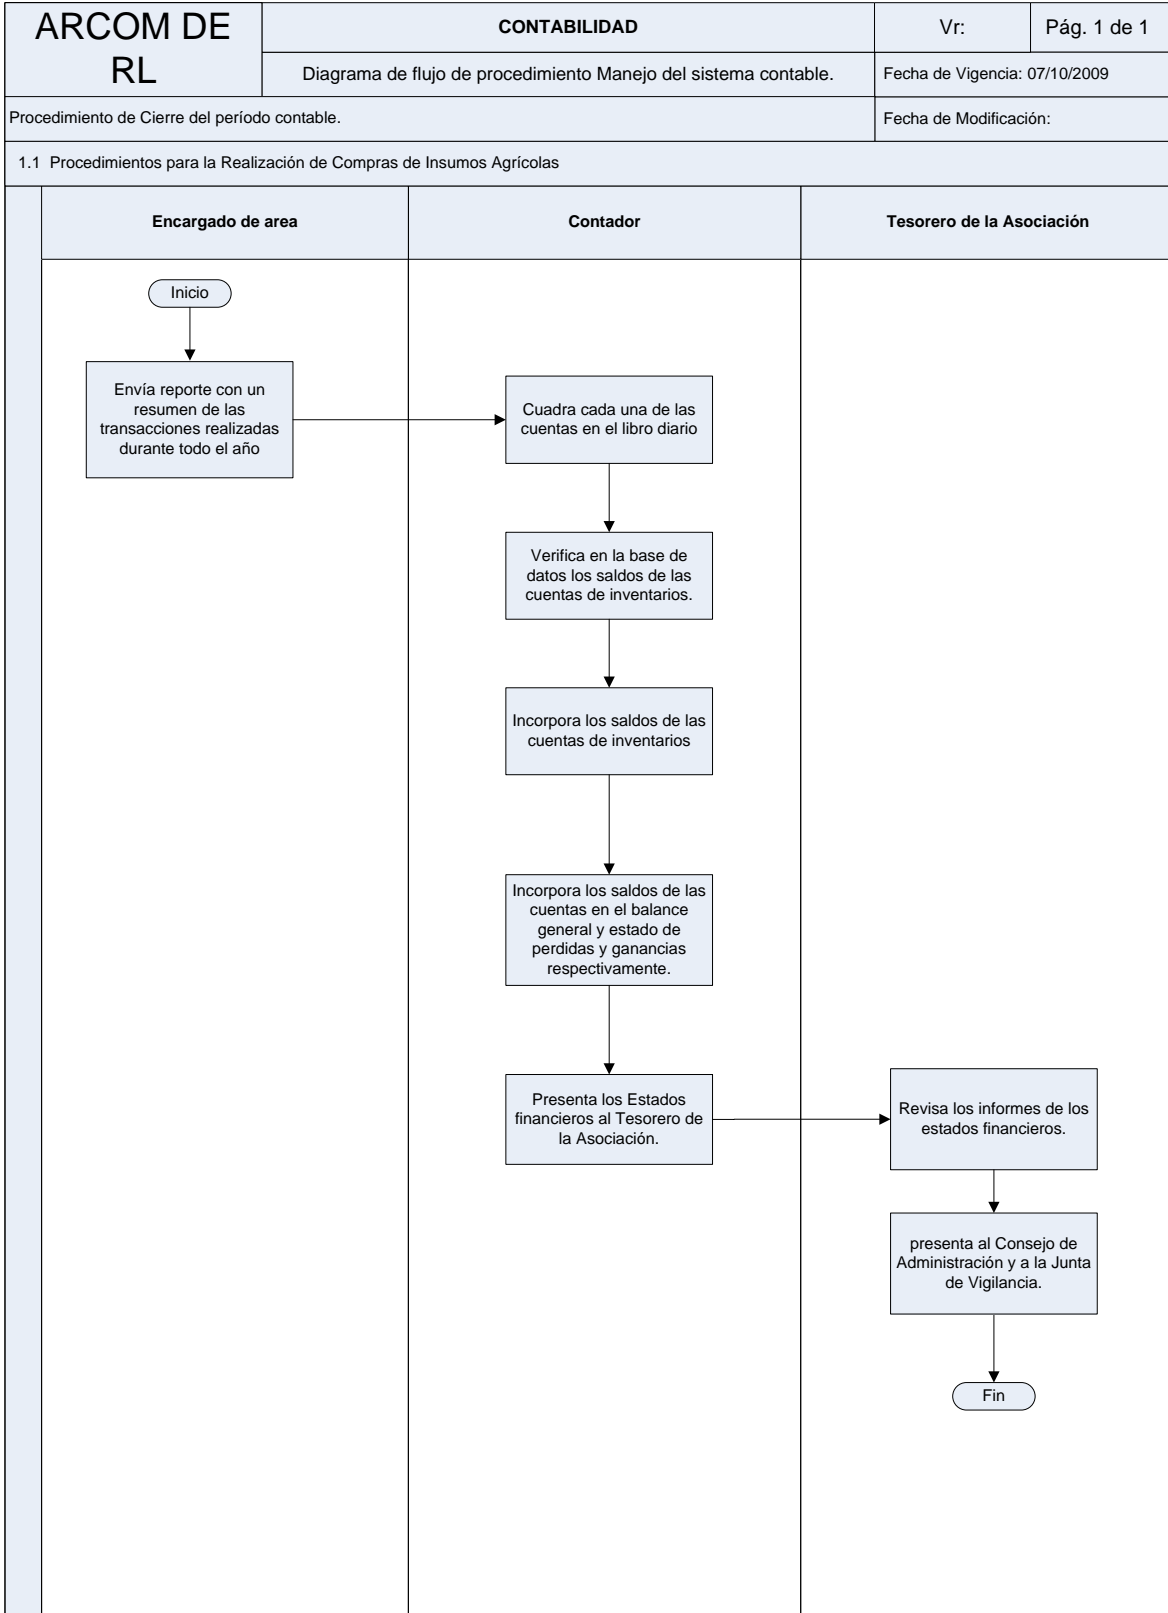 ARCOM DE
RL
CONTABILIDAD
Vr:
Pág. 1 de 1
Diagrama de flujo de procedimiento Manejo del sistema contable.
Fecha de Vigencia: 07/10/2009
Procedimiento de Cierre del período contable.
Fecha de Modificación:
1.1 Procedimientos para la Realización de Compras de Insumos Agrícolas
Encargado de area
Contador
Tesorero de la Asociación
Inicio
Envía reporte con un
resumen de las
transacciones realizadas
durante todo el año
Cuadra cada una de las
cuentas en el libro diario
Verifica en la base de
datos los saldos de las
cuentas de inventarios.
Incorpora los saldos de las
cuentas de inventarios
Incorpora los saldos de las
cuentas en el balance
general y estado de
perdidas y ganancias
respectivamente.
Presenta los Estados
financieros al Tesorero de
la Asociación.
Revisa los informes de los
estados financieros.
presenta al Consejo de
Administración y a la Junta
de Vigilancia.
Fin